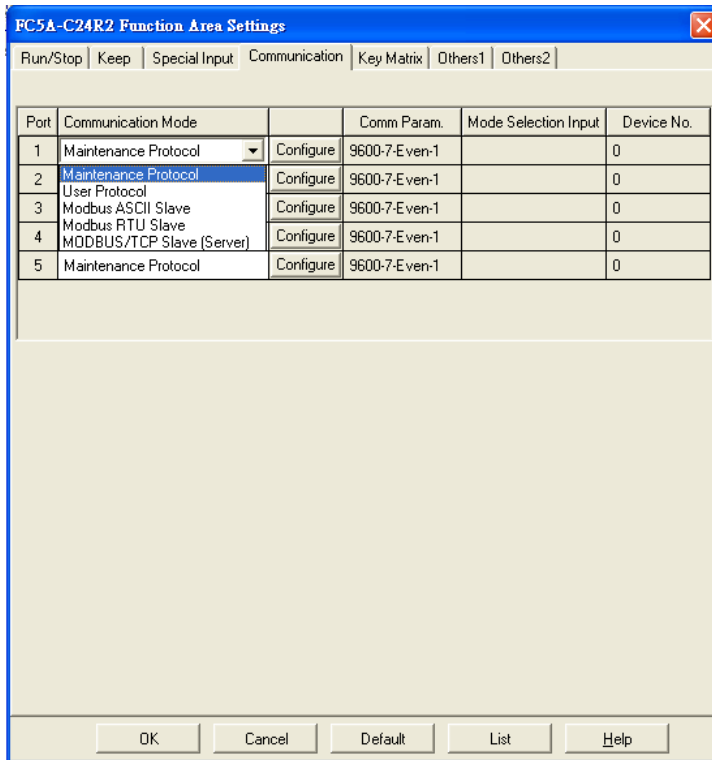 FC5A-C24R2 Function Area Settings
Run/Stop Keep Special Input Communication Key Matrix Others1 Others2
Port Communication Mode Comm Param. Mode Selection Input Device No.
1 Maintenance Protocol Configure 9600-7-Even-1 0
2 Maintenance Protocol Configure 9600-7-Even-1 0
User Protocol
3 Modbus ASCII Slave Configure 9600-7-Even-1 0
Modbus RTU Slave
4 MODBUS/TCP Slave (Server) Configure 9600-7-Even-1 0
5 Maintenance Protocol Configure 9600-7-Even-1 0
OK Cancel Default List Help